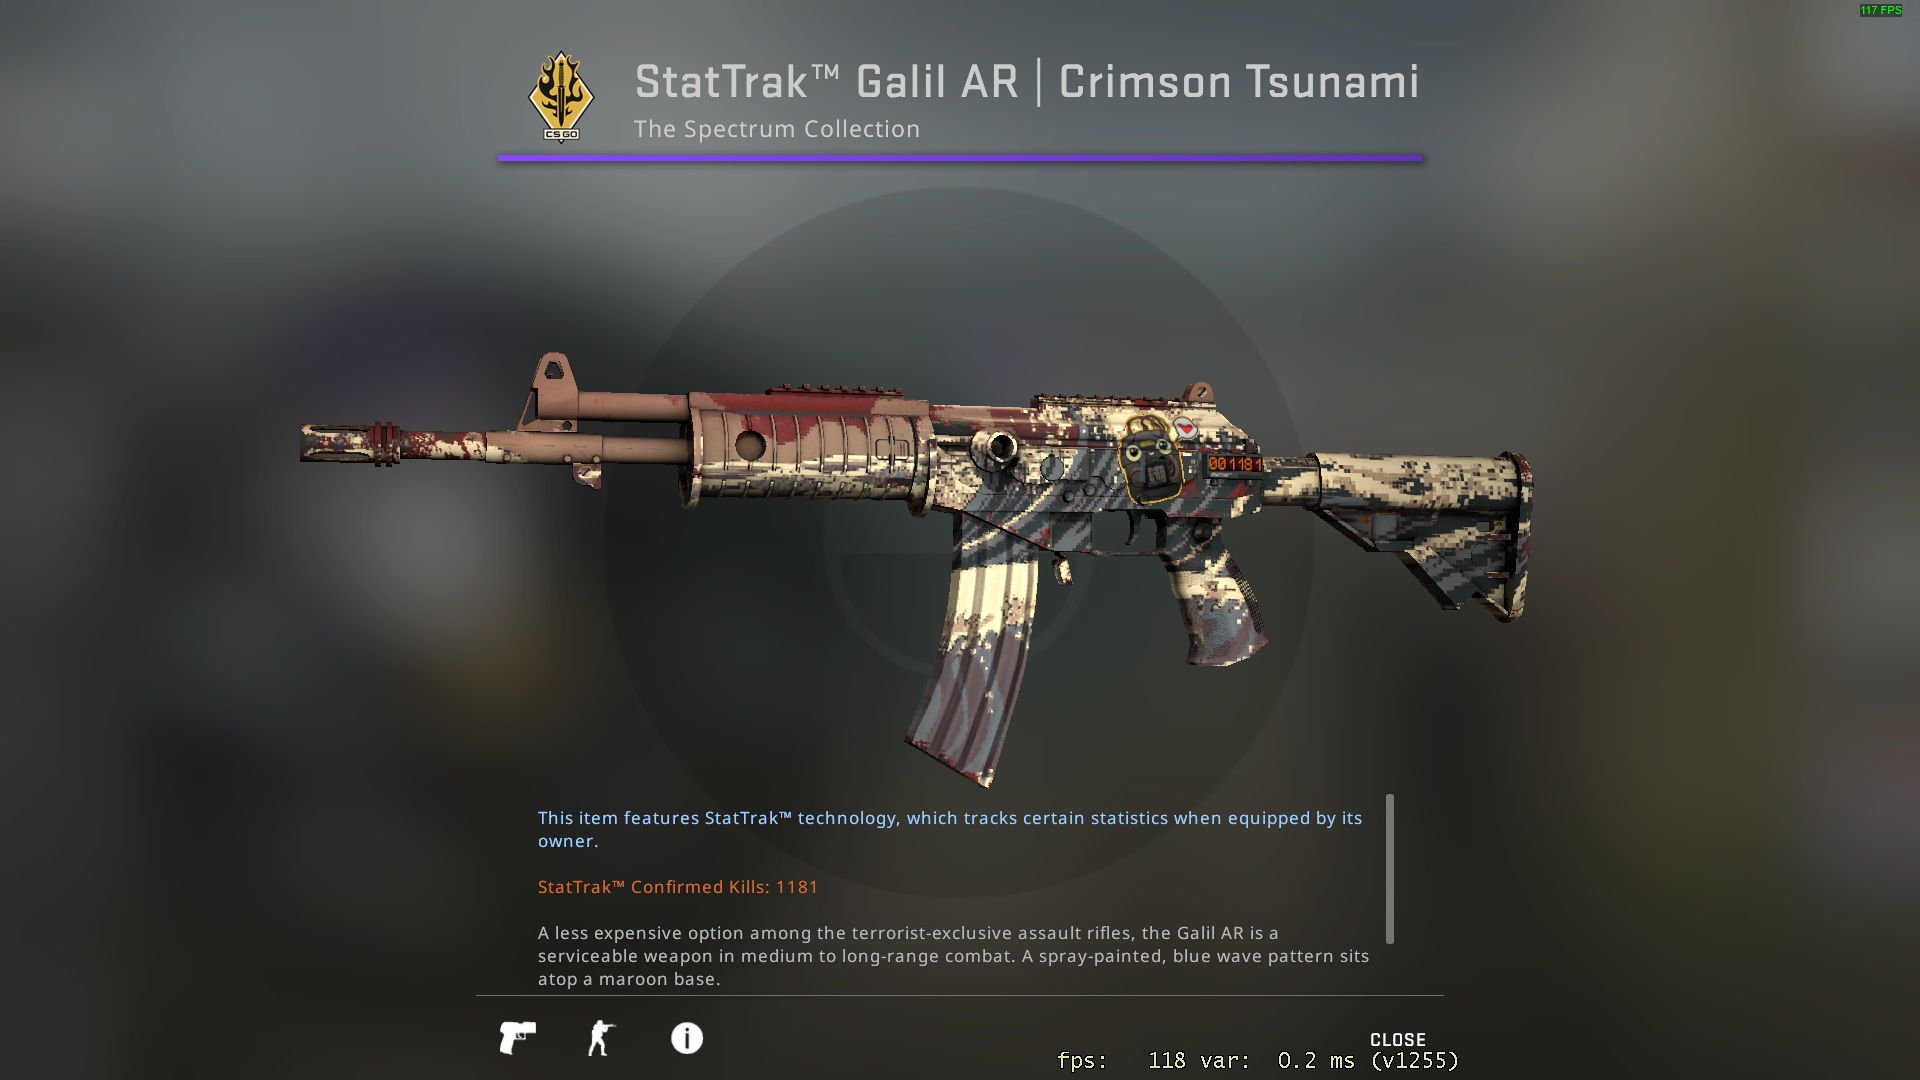 117 FPS
StatTrak™ Galil AR | Crimson Tsunami
The Spectrum Collection
CS GO
001181
This item features StatTrak™ technology, which tracks certain statistics when equipped by its
owner.
StatTrak™ Confirmed Kills: 1181
A less expensive option among the terrorist-exclusive assault rifles, the Galil AR is a
serviceable weapon in medium to long-range combat. A spray-painted, blue wave pattern sits
atop a maroon base.
CLOSE
fps: 118 var: 0.2 ms (v1255)